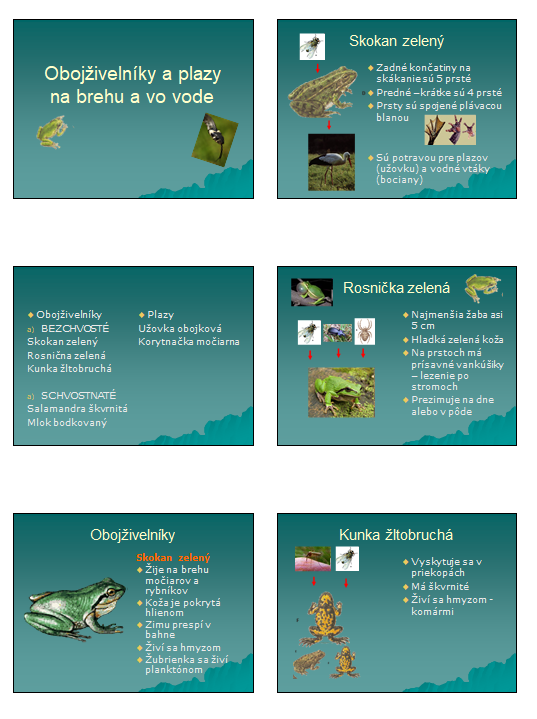 Obojživelníky a plazy
na brehu a vo vode
Skokan zelený
Zadné končatiny na
skákanie sú 5 prsté
Predné –krátke sú 4 prsté
Prsty sú spojené plávacou
blanou
Sú potravou pre plazov
(užovku) a vodné vtáky
(bociany)
Obojživelníky
a) BEZCHVOSTÉ
Skokan zelený
Rosnična zelená
Kunka žltobruchá
a) SCHVOSTNATÉ
Salamandra škvrnitá
Mlok bodkovaný
Plazy
Užovka obojková
Korytnačka močiarna
Rosnička zelená
Najmenšia žaba asi
5 cm
Hladká zelená koža
Na prstoch má
prísavné vankúšiky
– lezenie po
stromoch
Prezimuje na dne
alebo v pôde
Obojživelníky
Skokan zelený
Žije na brehu
močiarov a
rybníkov
Koža je pokrytá
hlienom
Zimu prespí v
bahne
Živí sa hmyzom
Žubrienka sa živí
planktónom
Kunka žltobruchá
Vyskytuje sa v
priekopách
Má škvrnité
Živí sa hmyzom -
komármi